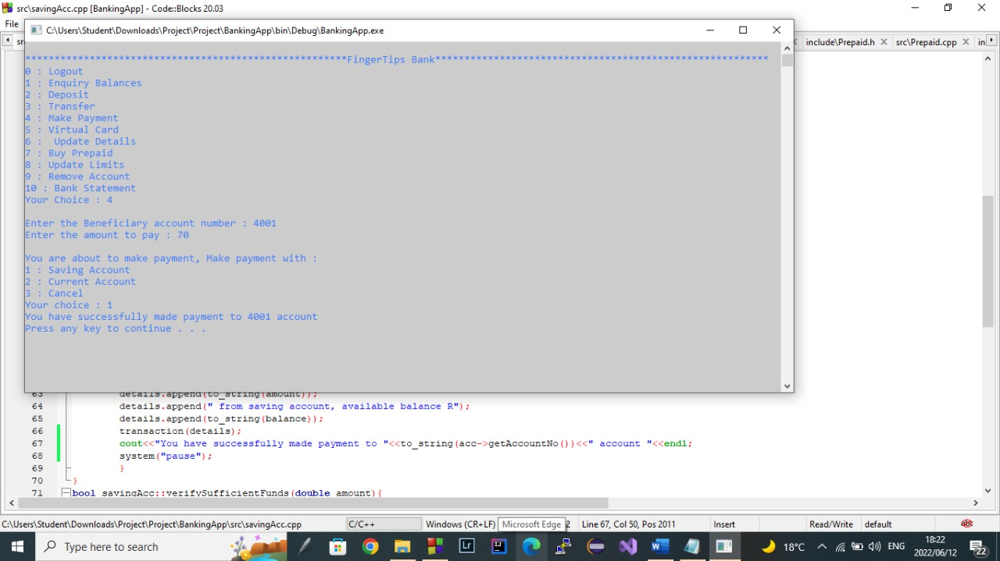 src\savingAcc.cpp [BankingApp] - Code::Blocks 20.03
File
C:\Users\Student\Downloads\Project\Project\BankingApp\bin\Debug\BankingApp.exe
include\Prepaid.h
src\Prepaid.cpp
*******************************************************FingerTips Bank*********************************************************
0 : Logout
1 : Enquiry Balances
2 : Deposit
3 : Transfer
4 : Make Payment
5 : Virtual Card
6 :  Update Details
7 : Buy Prepaid
8 : Update Limits
9 : Remove Account
10 : Bank Statement
Your Choice : 4
Enter the Beneficiary account number : 4001
Enter the amount to pay : 70
You are about to make payment, Make payment with :
1 : Saving Account
2 : Current Account
3 : Cancel
Your choice : 1
You have successfully made payment to 4001 account
Press any key to continue . . .
63 details.append(to_string(amount));
64 details.append(" from saving account, available balance R");
65 details.append(to_string(balance));
66 transaction(details);
67 cout<<"You have successfully made payment to "<<to_string(acc->getAccountNo())<<" account "<<endl;
68 system("pause");
69 }
70 }
71 bool savingAcc::verifySufficientFunds(double amount){
C:\Users\Student\Downloads\Project\Project\BankingApp\src\savingAcc.cpp C/C++ Windows (CR+LF) Microsoft Edge 2 Line 67, Col 50, Pos 2011 Insert Read/Write default
Type here to search
Lr
18°C
ENG
18:22
2022/06/12
22